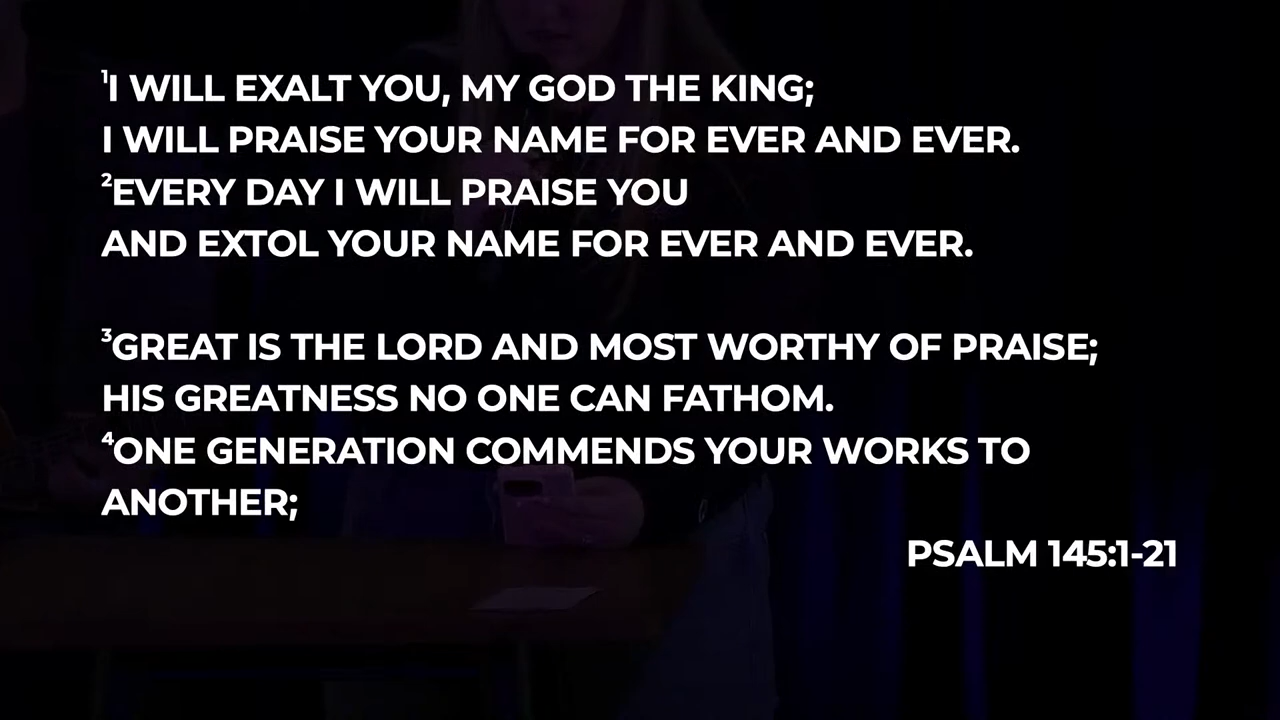 ¹I WILL EXALT YOU, MY GOD THE KING;
I WILL PRAISE YOUR NAME FOR EVER AND EVER.
²EVERY DAY I WILL PRAISE YOU
AND EXTOL YOUR NAME FOR EVER AND EVER.
³GREAT IS THE LORD AND MOST WORTHY OF PRAISE;
HIS GREATNESS NO ONE CAN FATHOM.
⁴ONE GENERATION COMMENDS YOUR WORKS TO
ANOTHER;
PSALM 145:1-21